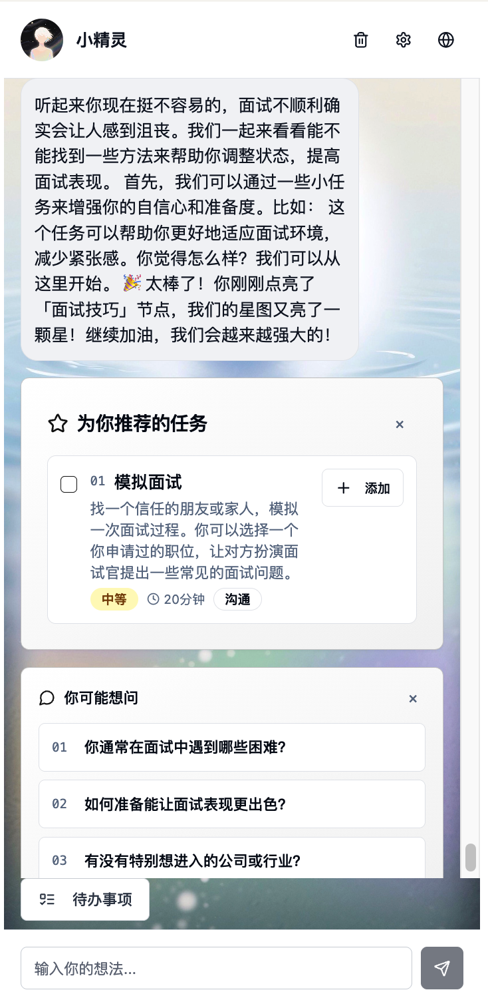 小精灵
听起来你现在挺不容易的，面试不顺利确
实会让人感到沮丧。我们一起来看看能不
能找到一些方法来帮助你调整状态，提高
面试表现。 首先，我们可以通过一些小任
务来增强你的自信心和准备度。比如： 这
个任务可以帮助你更好地适应面试环境，
减少紧张感。你觉得怎么样？我们可以从
这里开始。 🎉 太棒了！你刚刚点亮了
「面试技巧」节点，我们的星图又亮了一
颗星！继续加油，我们会越来越强大的！
为你推荐的任务 ×
01 模拟面试
+ 添加
找一个信任的朋友或家人，模拟
一次面试过程。你可以选择一个
你申请过的职位，让对方扮演面
试官提出一些常见的面试问题。
中等 20分钟 沟通
你可能想问 ×
01 你通常在面试中遇到哪些困难？
02 如何准备能让面试表现更出色？
03 有没有特别想进入的公司或行业？
待办事项
输入你的想法...